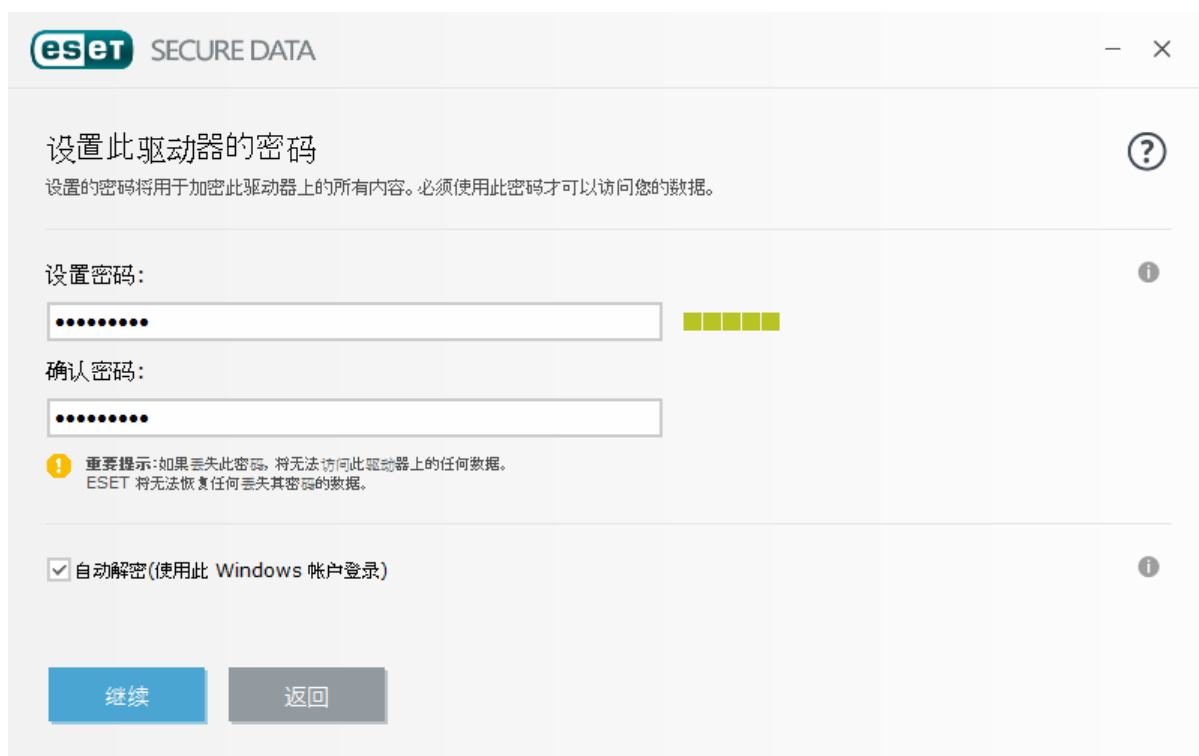 eset SECURE DATA
设置此驱动器的密码
设置的密码将用于加密此驱动器上的所有内容。必须使用此密码才可以访问您的数据。
设置密码:
•••••••••
确认密码:
•••••••••
重要提示:如果丢失此密码, 将无法访问此驱动器上的任何数据。
ESET 将无法恢复任何丢失其密码的数据。
自动解密(使用此 Windows 帐户登录)
继续 返回